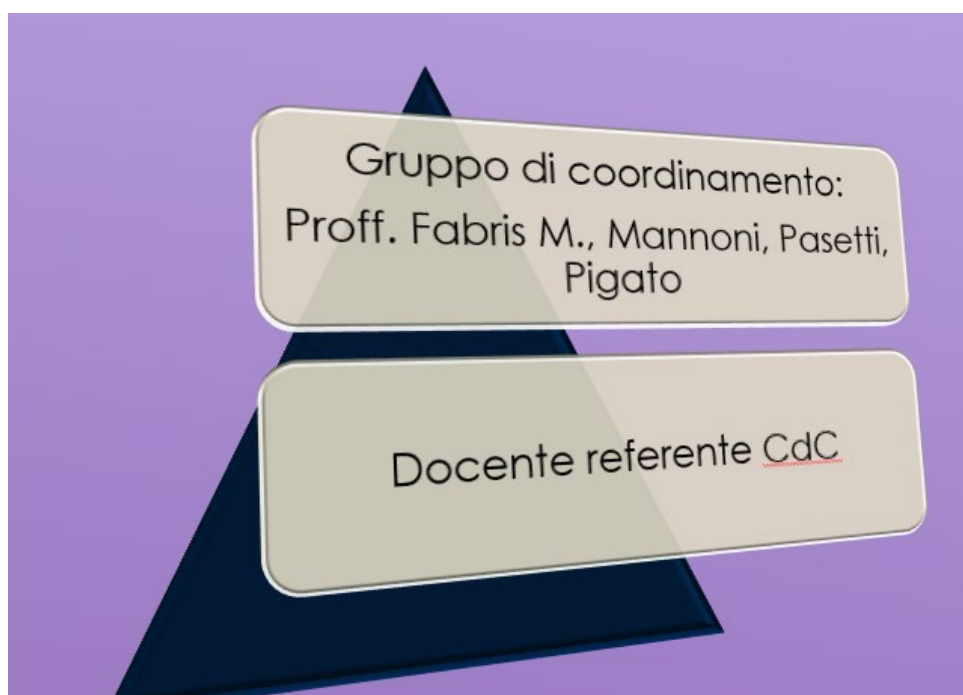 Gruppo di coordinamento:
Proff. Fabris M., Mannoni, Pasetti,
Pigato
Docente referente CdC